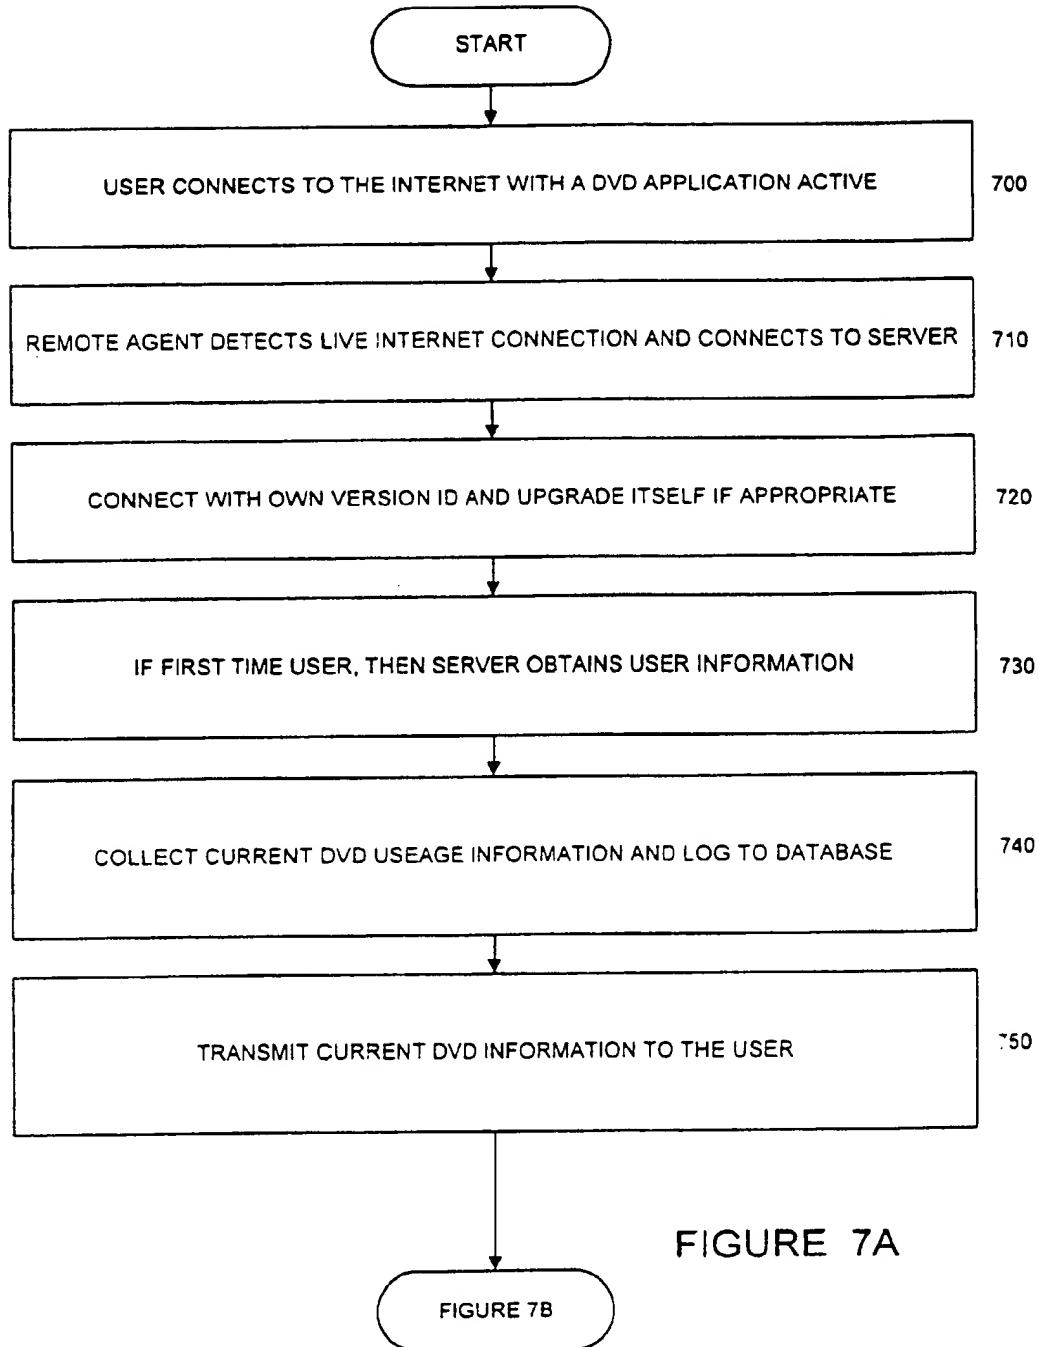 START
USER CONNECTS TO THE INTERNET WITH A DVD APPLICATION ACTIVE
700
REMOTE AGENT DETECTS LIVE INTERNET CONNECTION AND CONNECTS TO SERVER
710
CONNECT WITH OWN VERSION ID AND UPGRADE ITSELF IF APPROPRIATE
720
IF FIRST TIME USER, THEN SERVER OBTAINS USER INFORMATION
730
COLLECT CURRENT DVD USEAGE INFORMATION AND LOG TO DATABASE
740
TRANSMIT CURRENT DVD INFORMATION TO THE USER
750
FIGURE 7A
FIGURE 7B